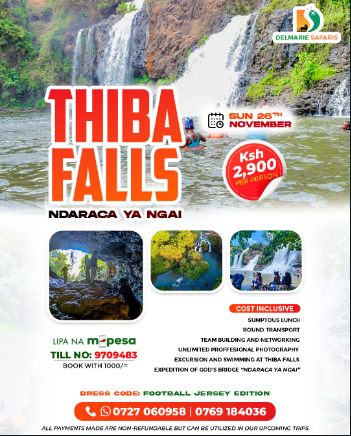 DELMARIE SAFARIS
THIBA
FALLS
NDARACA YA NGAI
SUN 26TH
NOVEMBER
Ksh
2,900
PER PERSON
LIPA NA m-pesa
TILL NO: 9709483
BOOK WITH 1000/=
COST INCLUSIVE
SUMPTOUS LUNCH
ROUND TRANSPORT
TEAM BUILDING AND NETWORKING
UNLIMITED PROFFESIONAL PHOTOGRAPHY
EXCURSION AND SWIMMING AT THIBA FALLS
EXPEDITION OF GOD'S BRIDGE "NDARACA YA NGAI"
DRESS CODE: FOOTBALL JERSEY EDITION
0727 060958 | 0769 184036
ALL PAYMENTS MADE ARE NON-REFUNDABLE BUT CAN BE UTILIZED IN OUR UPCOMING TRIPS